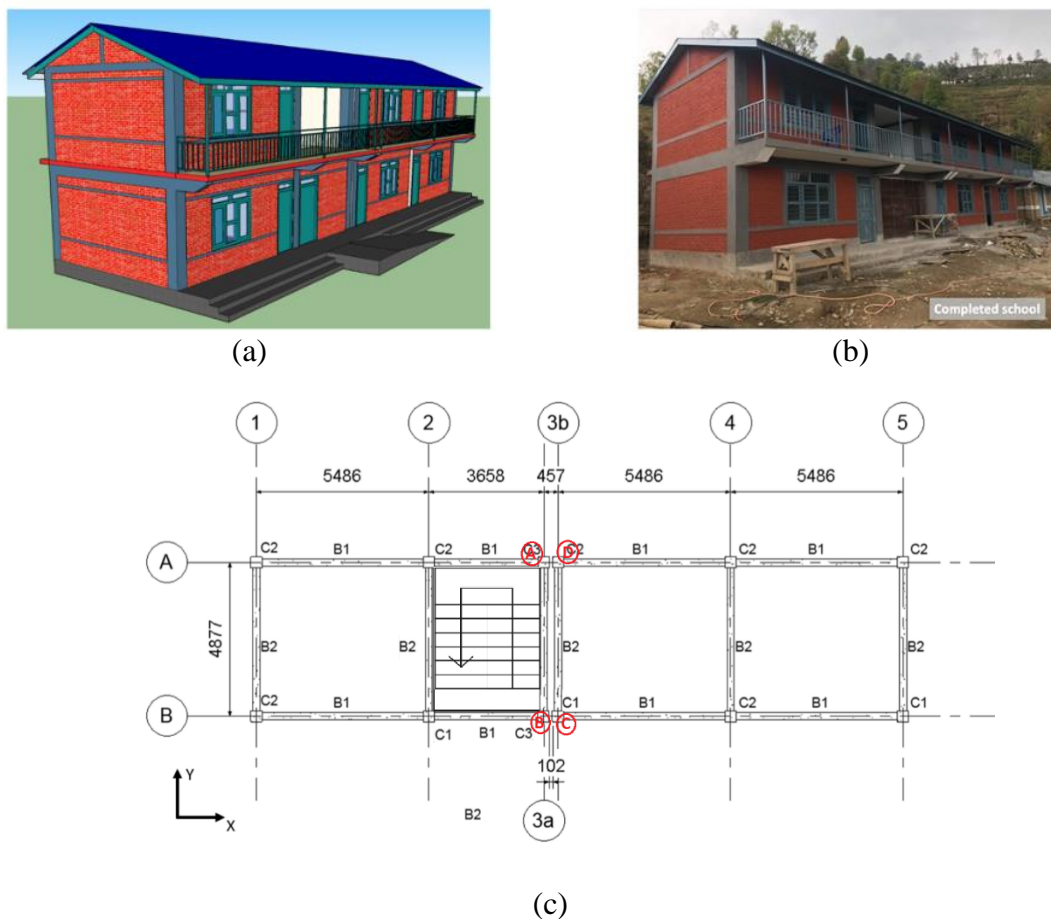 Completed school
(a) (b)
1 2 3b 4 5
5486 3658 457 5486 5486
A C2 B1 C2 B1 C3 A D C2 B1 C2 B1 C2
4877 B2 B2 B2 B2 B2
B C2 B1 C1 B1 C3 B C C1 B1 C2 B1 C1
102
Y
X
B2
3a
(c)